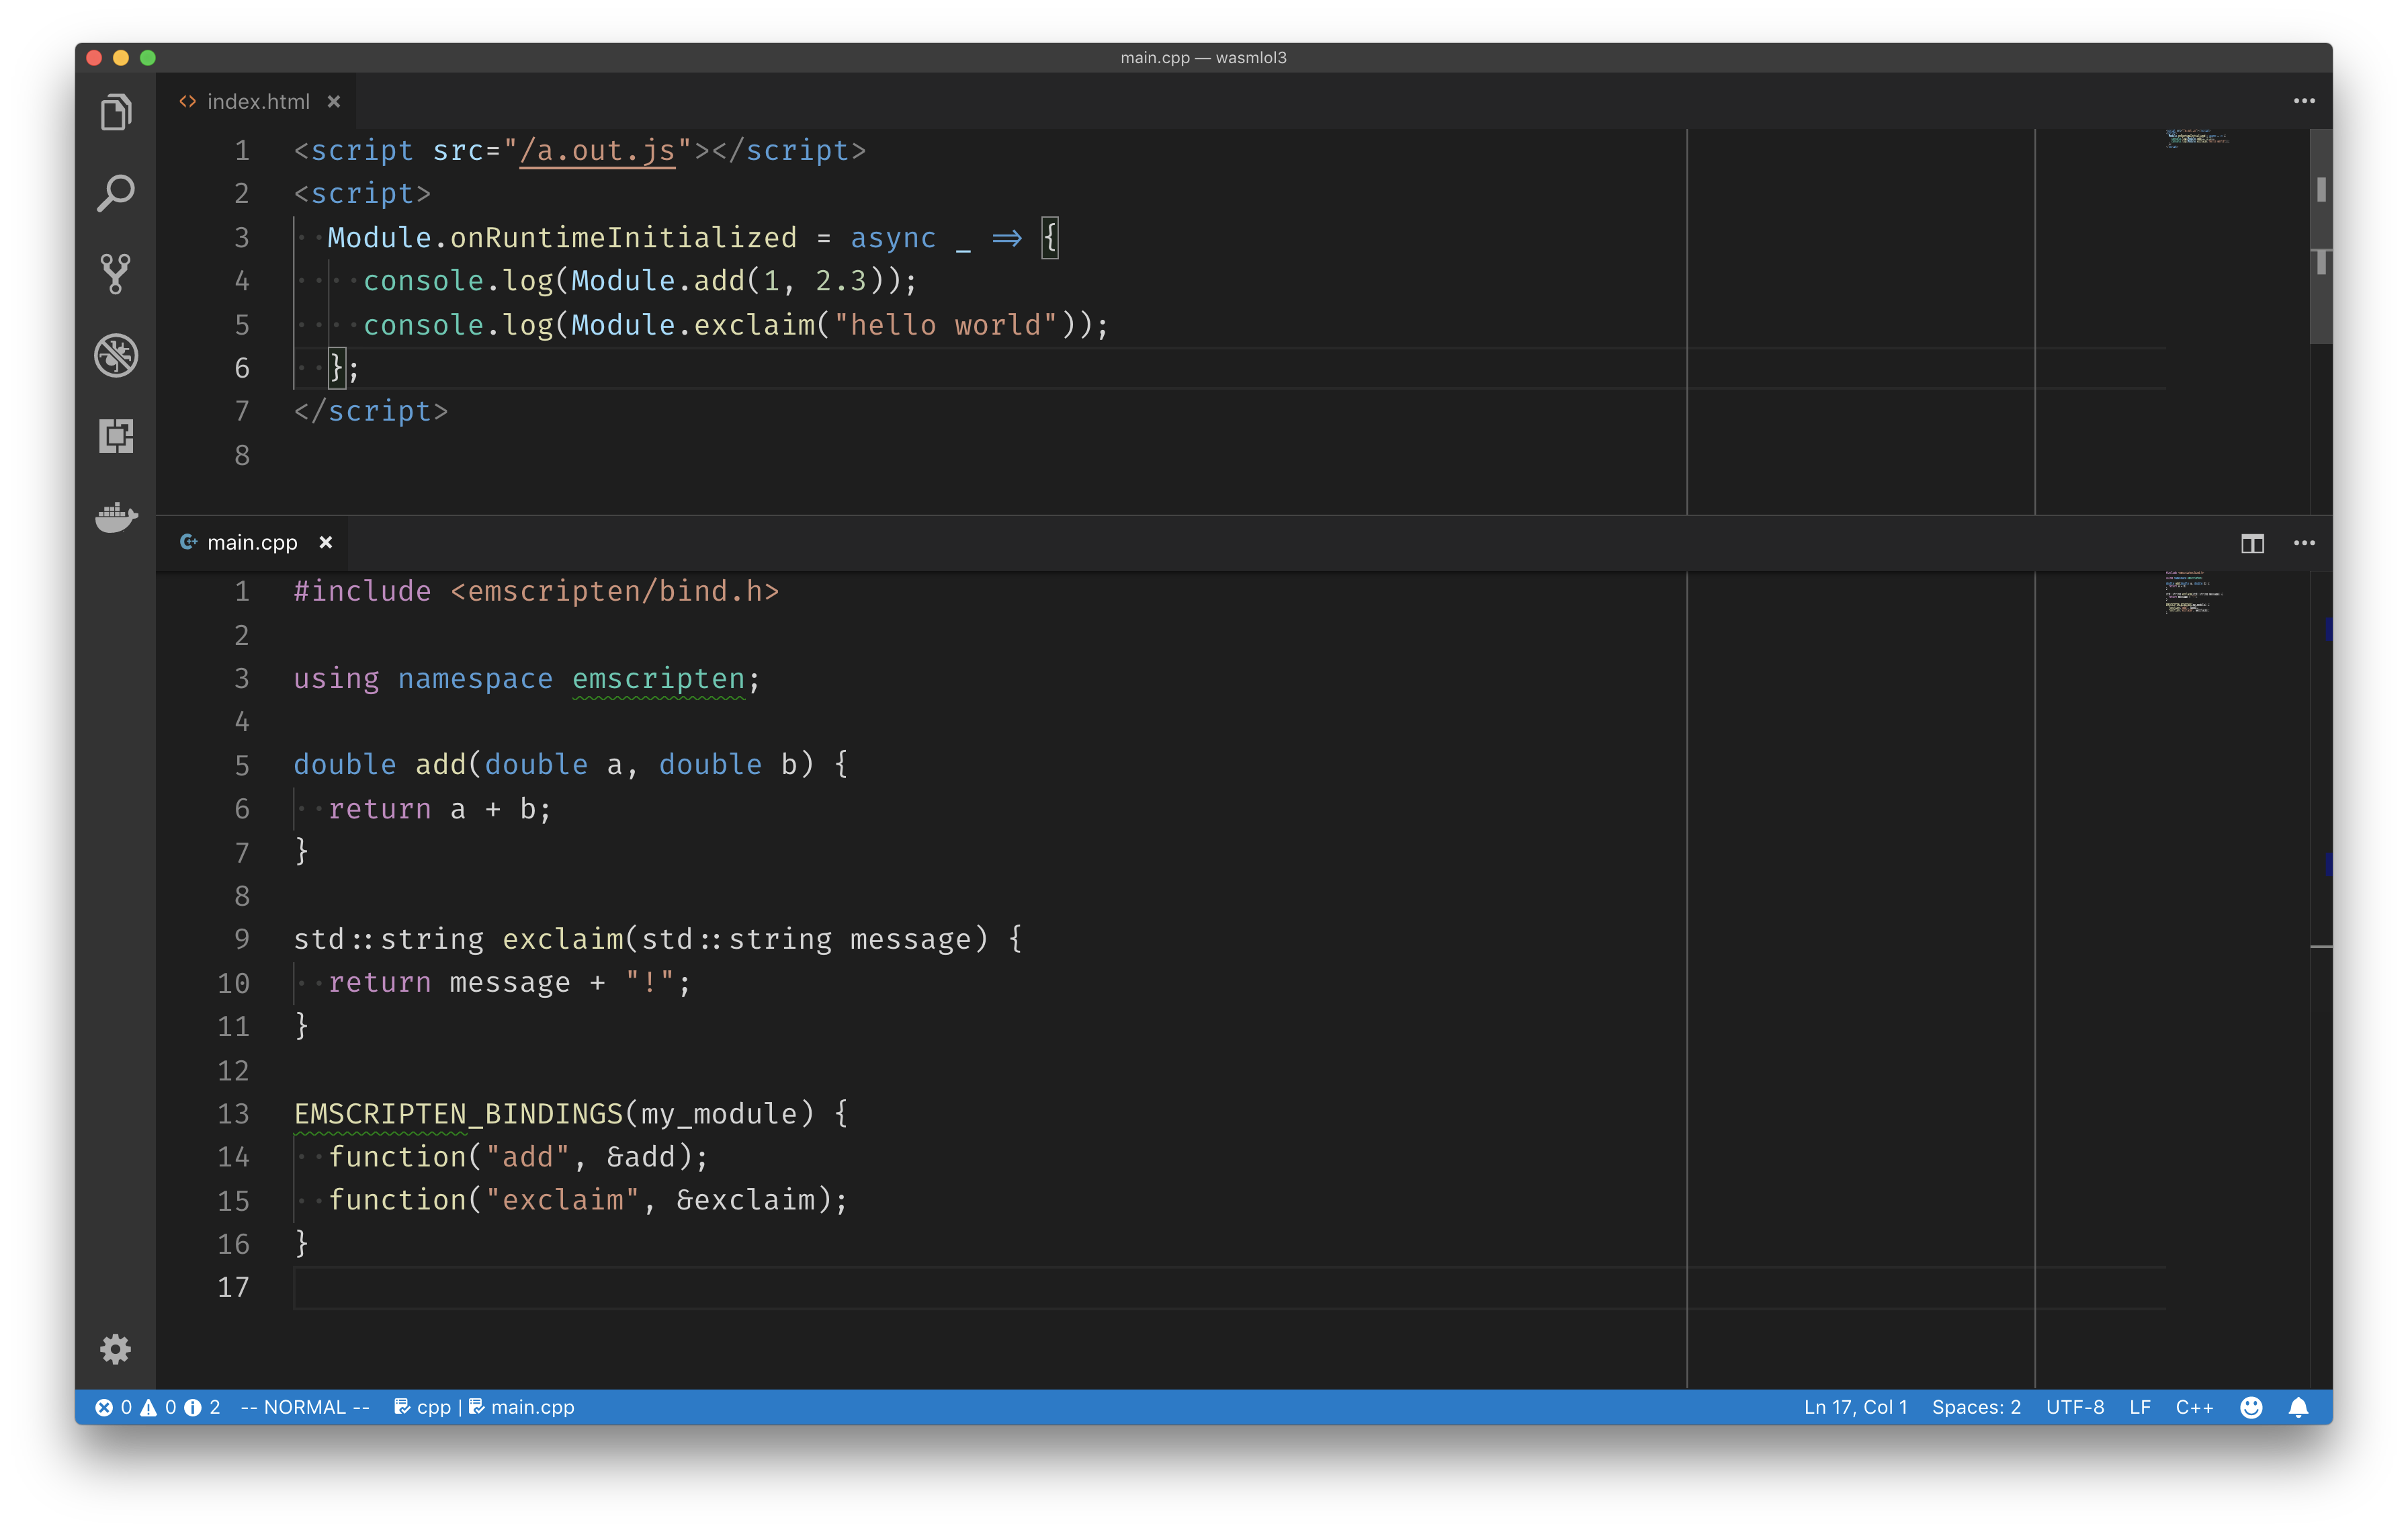 main.cpp — wasmlol3
index.html
1 <script src="/a.out.js"></script>
2 <script>
3 Module.onRuntimeInitialized = async _ => {
4 console.log(Module.add(1, 2.3));
5 console.log(Module.exclaim("hello world"));
6 };
7 </script>
8
main.cpp
1 #include <emscripten/bind.h>
2
3 using namespace emscripten;
4
5 double add(double a, double b) {
6 return a + b;
7 }
8
9 std::string exclaim(std::string message) {
10 return message + "!";
11 }
12
13 EMSCRIPTEN_BINDINGS(my_module) {
14 function("add", &add);
15 function("exclaim", &exclaim);
16 }
17
0 0 2 -- NORMAL -- cpp | main.cpp Ln 17, Col 1 Spaces: 2 UTF-8 LF C++